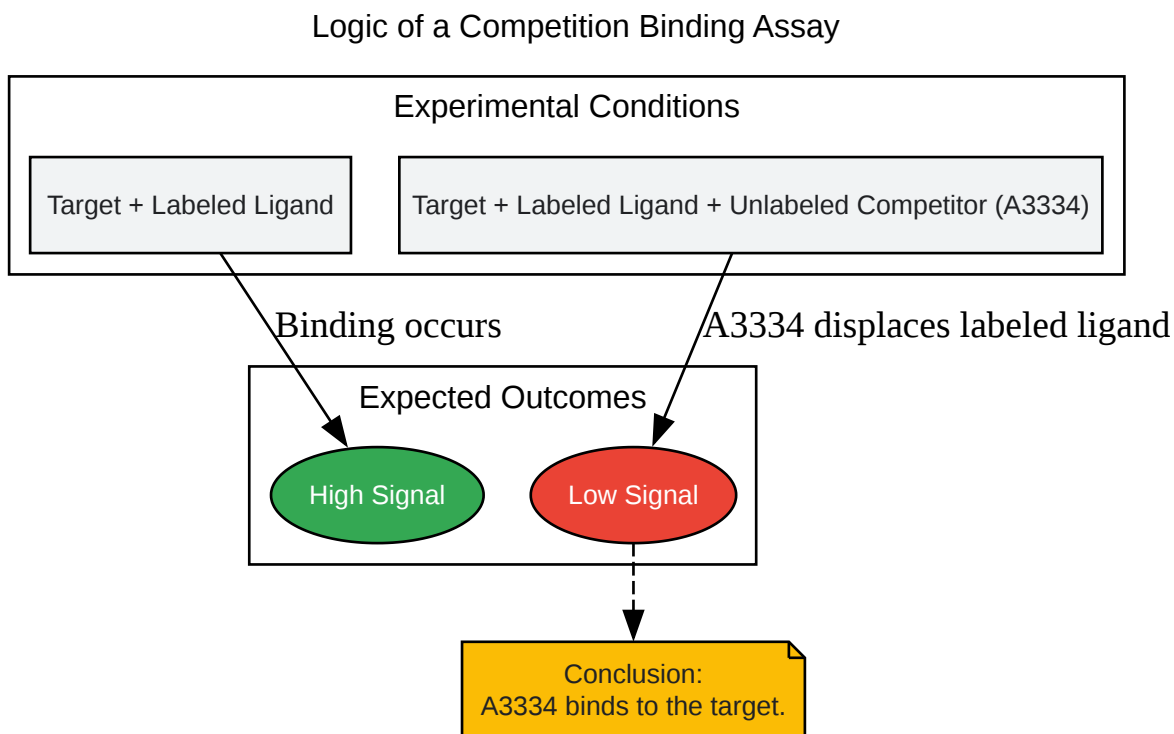 Logic of a Competition Binding Assay
Experimental Conditions
Target + Labeled Ligand
Target + Labeled Ligand + Unlabeled Competitor (A3334)
Binding occurs
A3334 displaces labeled ligand
Expected Outcomes
High Signal
Low Signal
Conclusion:
A3334 binds to the target.